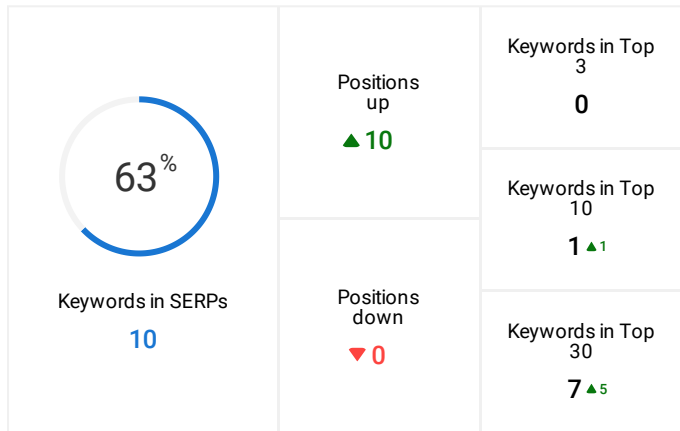 63%
Keywords in SERPs
10
Positions
up
10
Positions
down
0
Keywords in Top
3
0
Keywords in Top
10
1 1
Keywords in Top
30
7 5